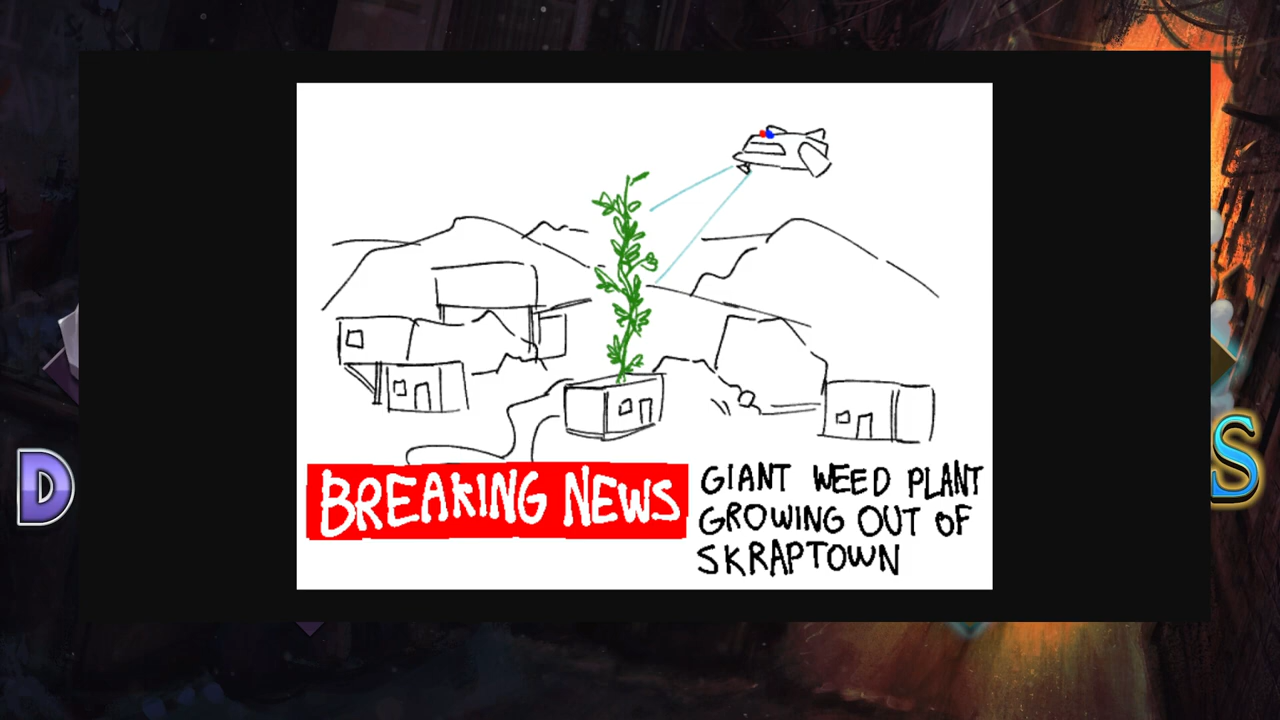 D
S
BREAKING NEWS
GIANT WEED PLANT
GROWING OUT OF
SKRAPTOWN